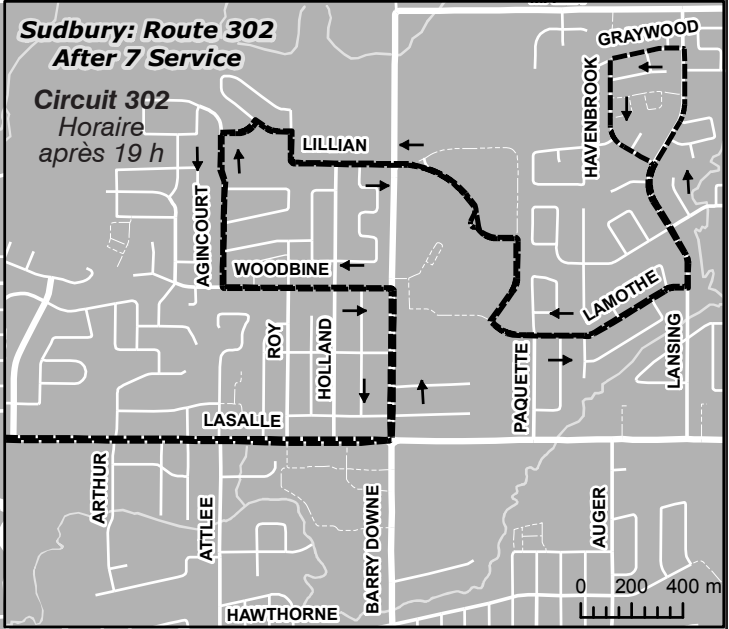 Sudbury: Route 302
After 7 Service
Circuit 302
Horaire
après 19 h
GRAYWOOD
HAVENBROOK
LILLIAN
AGINCOURT
WOODBINE
LAMOTHE
ROY
HOLLAND
PAQUETTE
LANSING
LASALLE
ARTHUR
ATTLEE
BARRY DOWNE
AUGER
HAWTHORNE
0 200 400 m